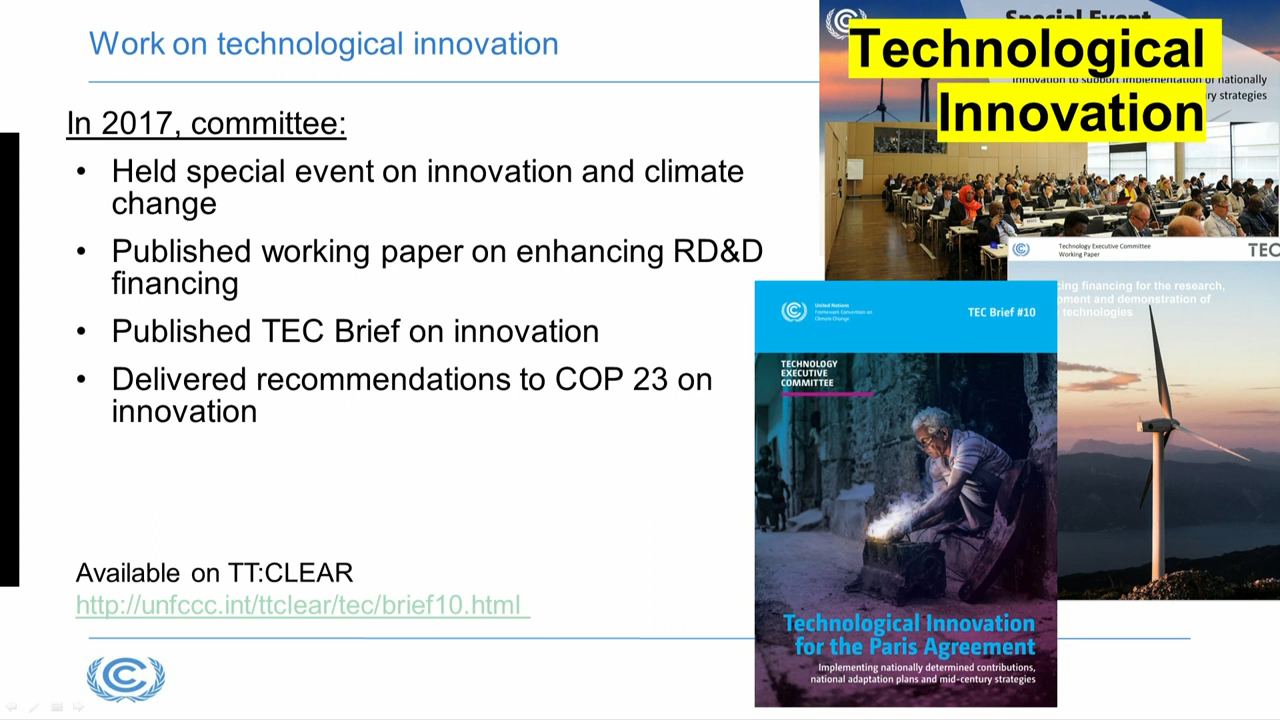 Work on technological innovation
In 2017, committee:
• Held special event on innovation and climate
change
• Published working paper on enhancing RD&D
financing
• Published TEC Brief on innovation
• Delivered recommendations to COP 23 on
innovation
Available on TT:CLEAR
http://unfccc.int/ttclear/tec/brief10.html
Special Event
Technological
Innovation
Innovation to support implementation of nationally
ry strategies
Technology Executive Committee
Working Paper
TEC
cing financing for the research,
pment and demonstration of
technologies
United Nations
Framework Convention on
Climate Change
TEC Brief #10
TECHNOLOGY
EXECUTIVE
COMMITTEE
Technological Innovation
for the Paris Agreement
Implementing nationally determined contributions,
national adaptation plans and mid-century strategies